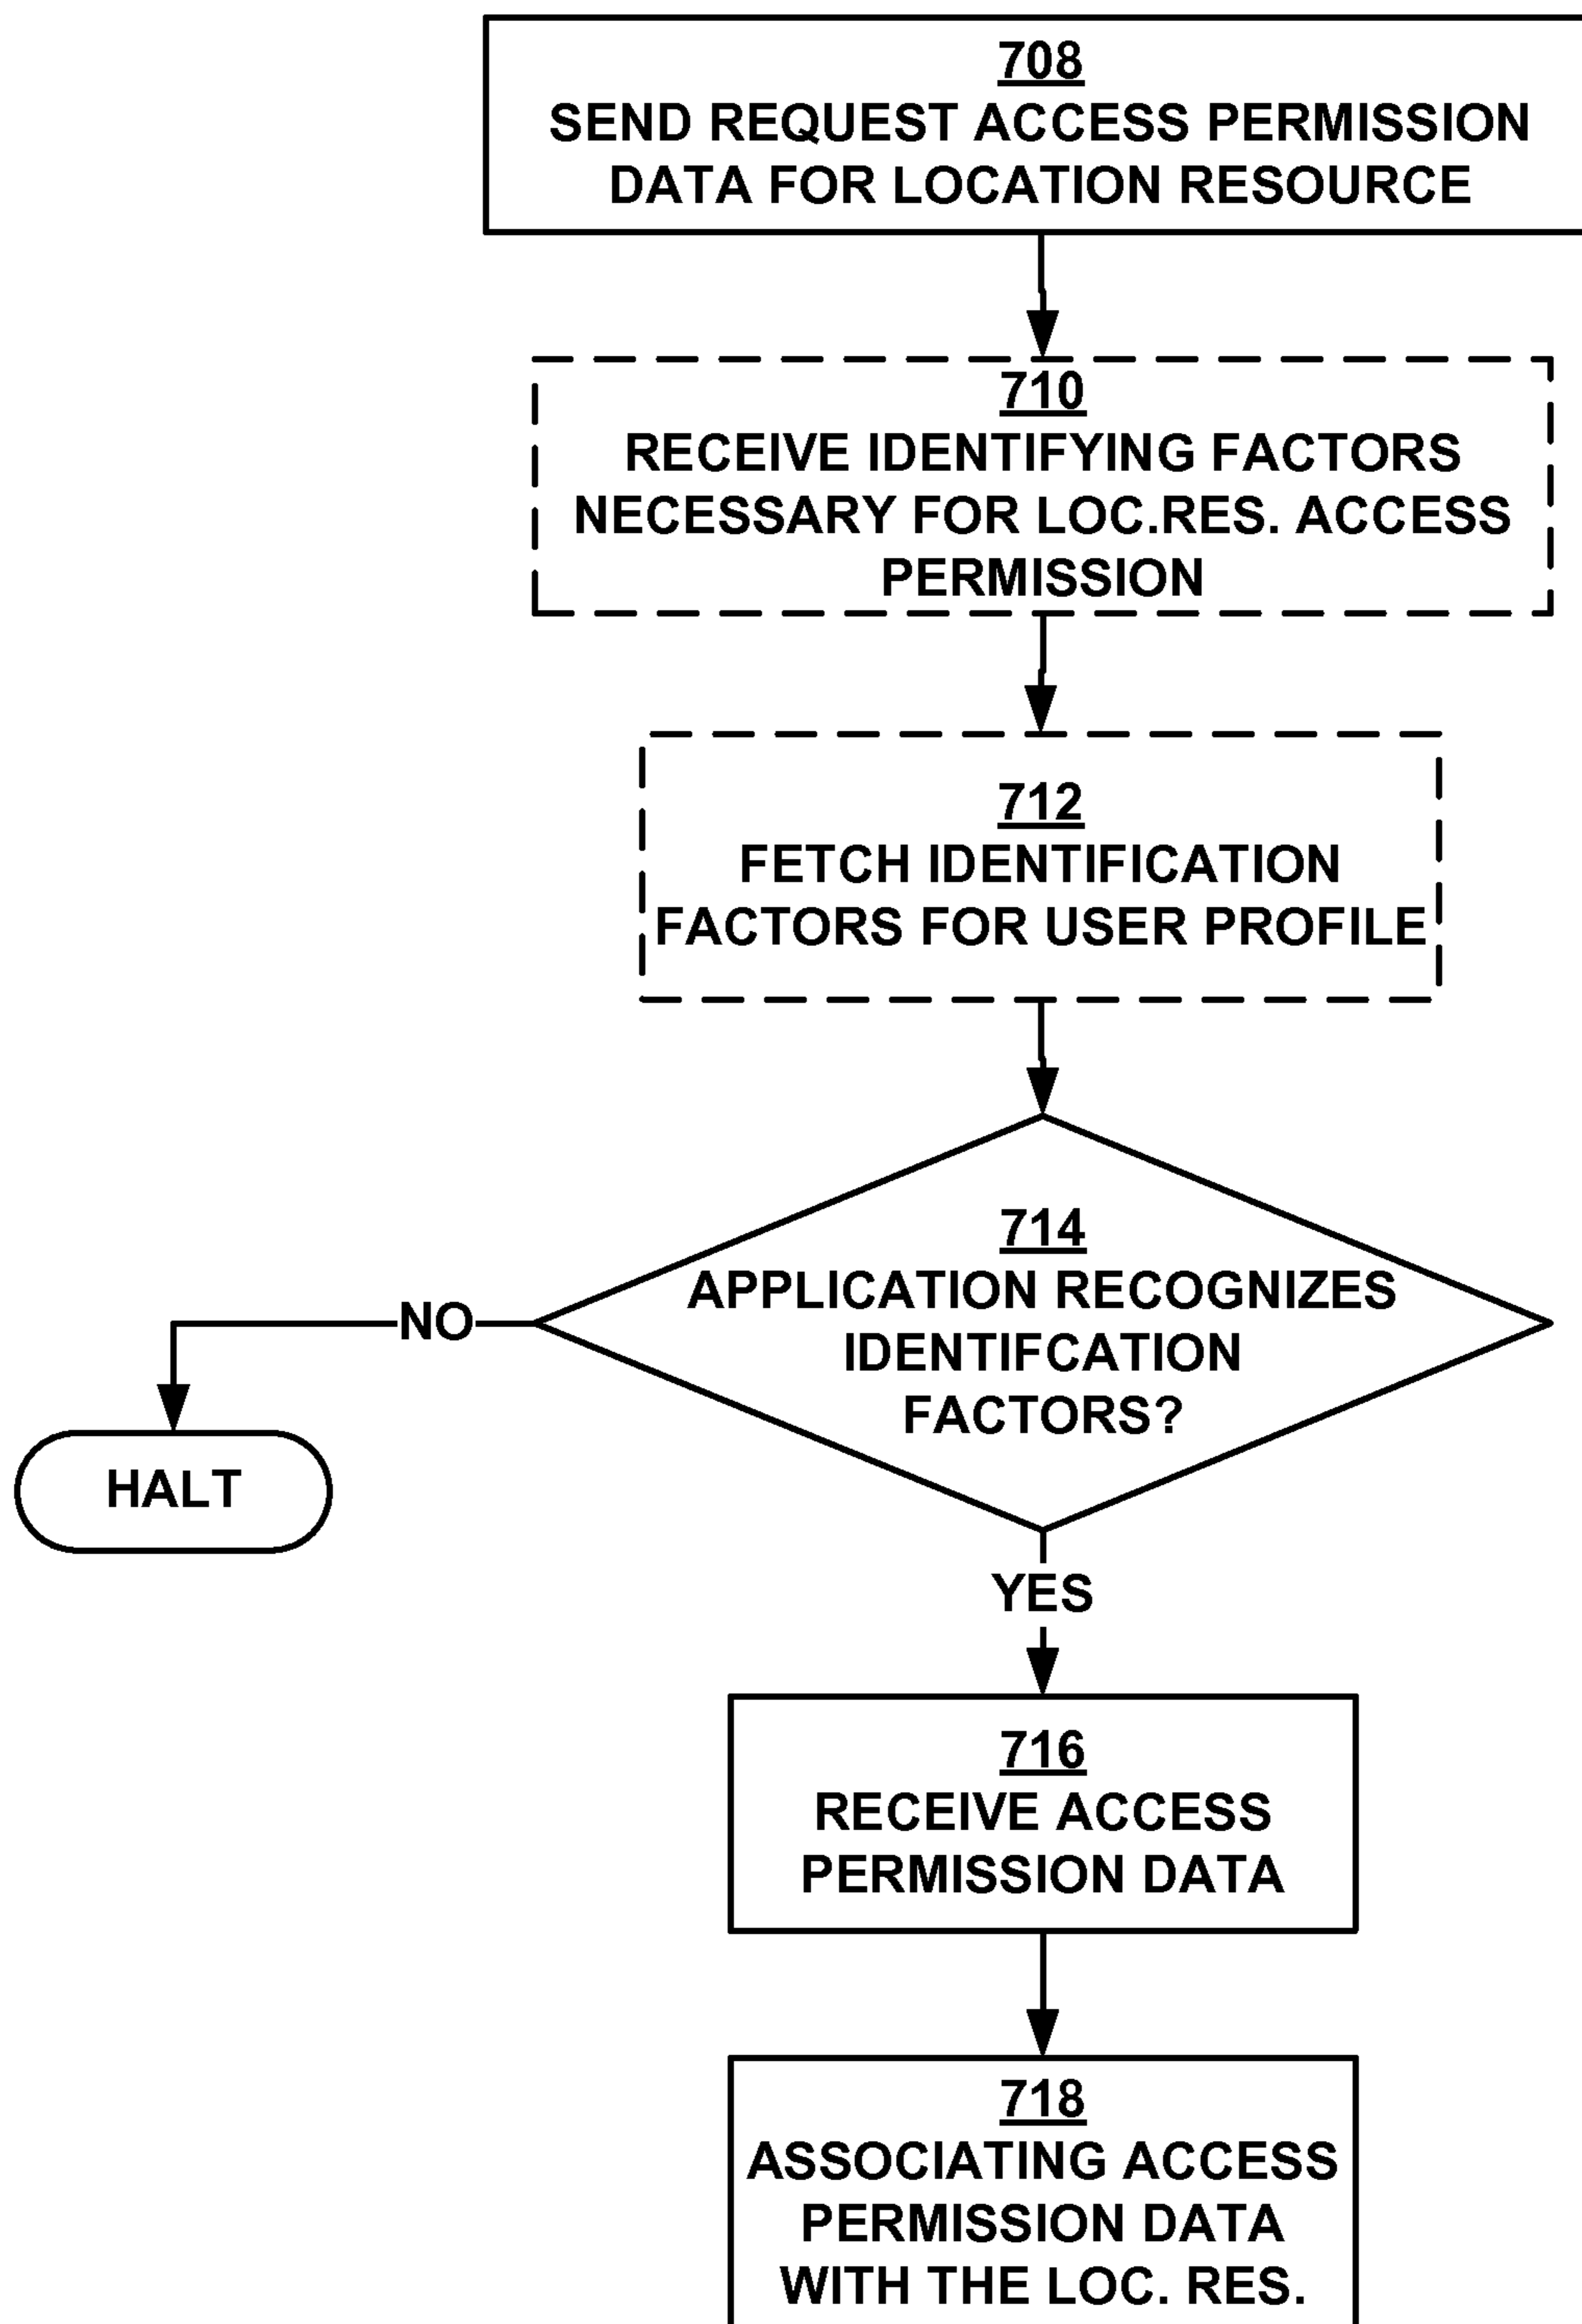 708
SEND REQUEST ACCESS PERMISSION
DATA FOR LOCATION RESOURCE
710
RECEIVE IDENTIFYING FACTORS
NECESSARY FOR LOC.RES. ACCESS
PERMISSION
712
FETCH IDENTIFICATION
FACTORS FOR USER PROFILE
714
APPLICATION RECOGNIZES
IDENTIFCATION
FACTORS?
NO
HALT
YES
716
RECEIVE ACCESS
PERMISSION DATA
718
ASSOCIATING ACCESS
PERMISSION DATA
WITH THE LOC. RES.